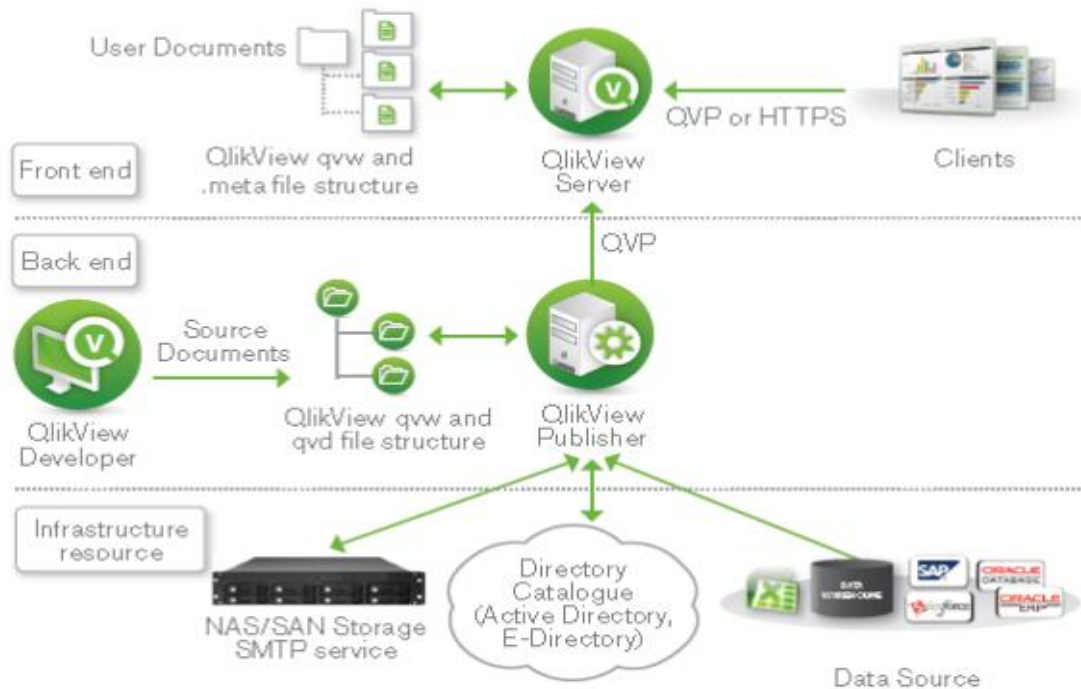 User Documents
QlikView qvw and
.meta file structure
Front end
QlikView
Server
QVP or HTTPS
Clients
QVP
Back end
Source
Documents
QlikView
Developer
QlikView qvw and
qvd file structure
QlikView
Publisher
Infrastructure
resource
NAS/SAN Storage
SMTP service
Directory
Catalogue
(Active Directory,
E-Directory)
DATA
SAP
ORACLE
DATABASE
ORACLE
ERP
Data Source